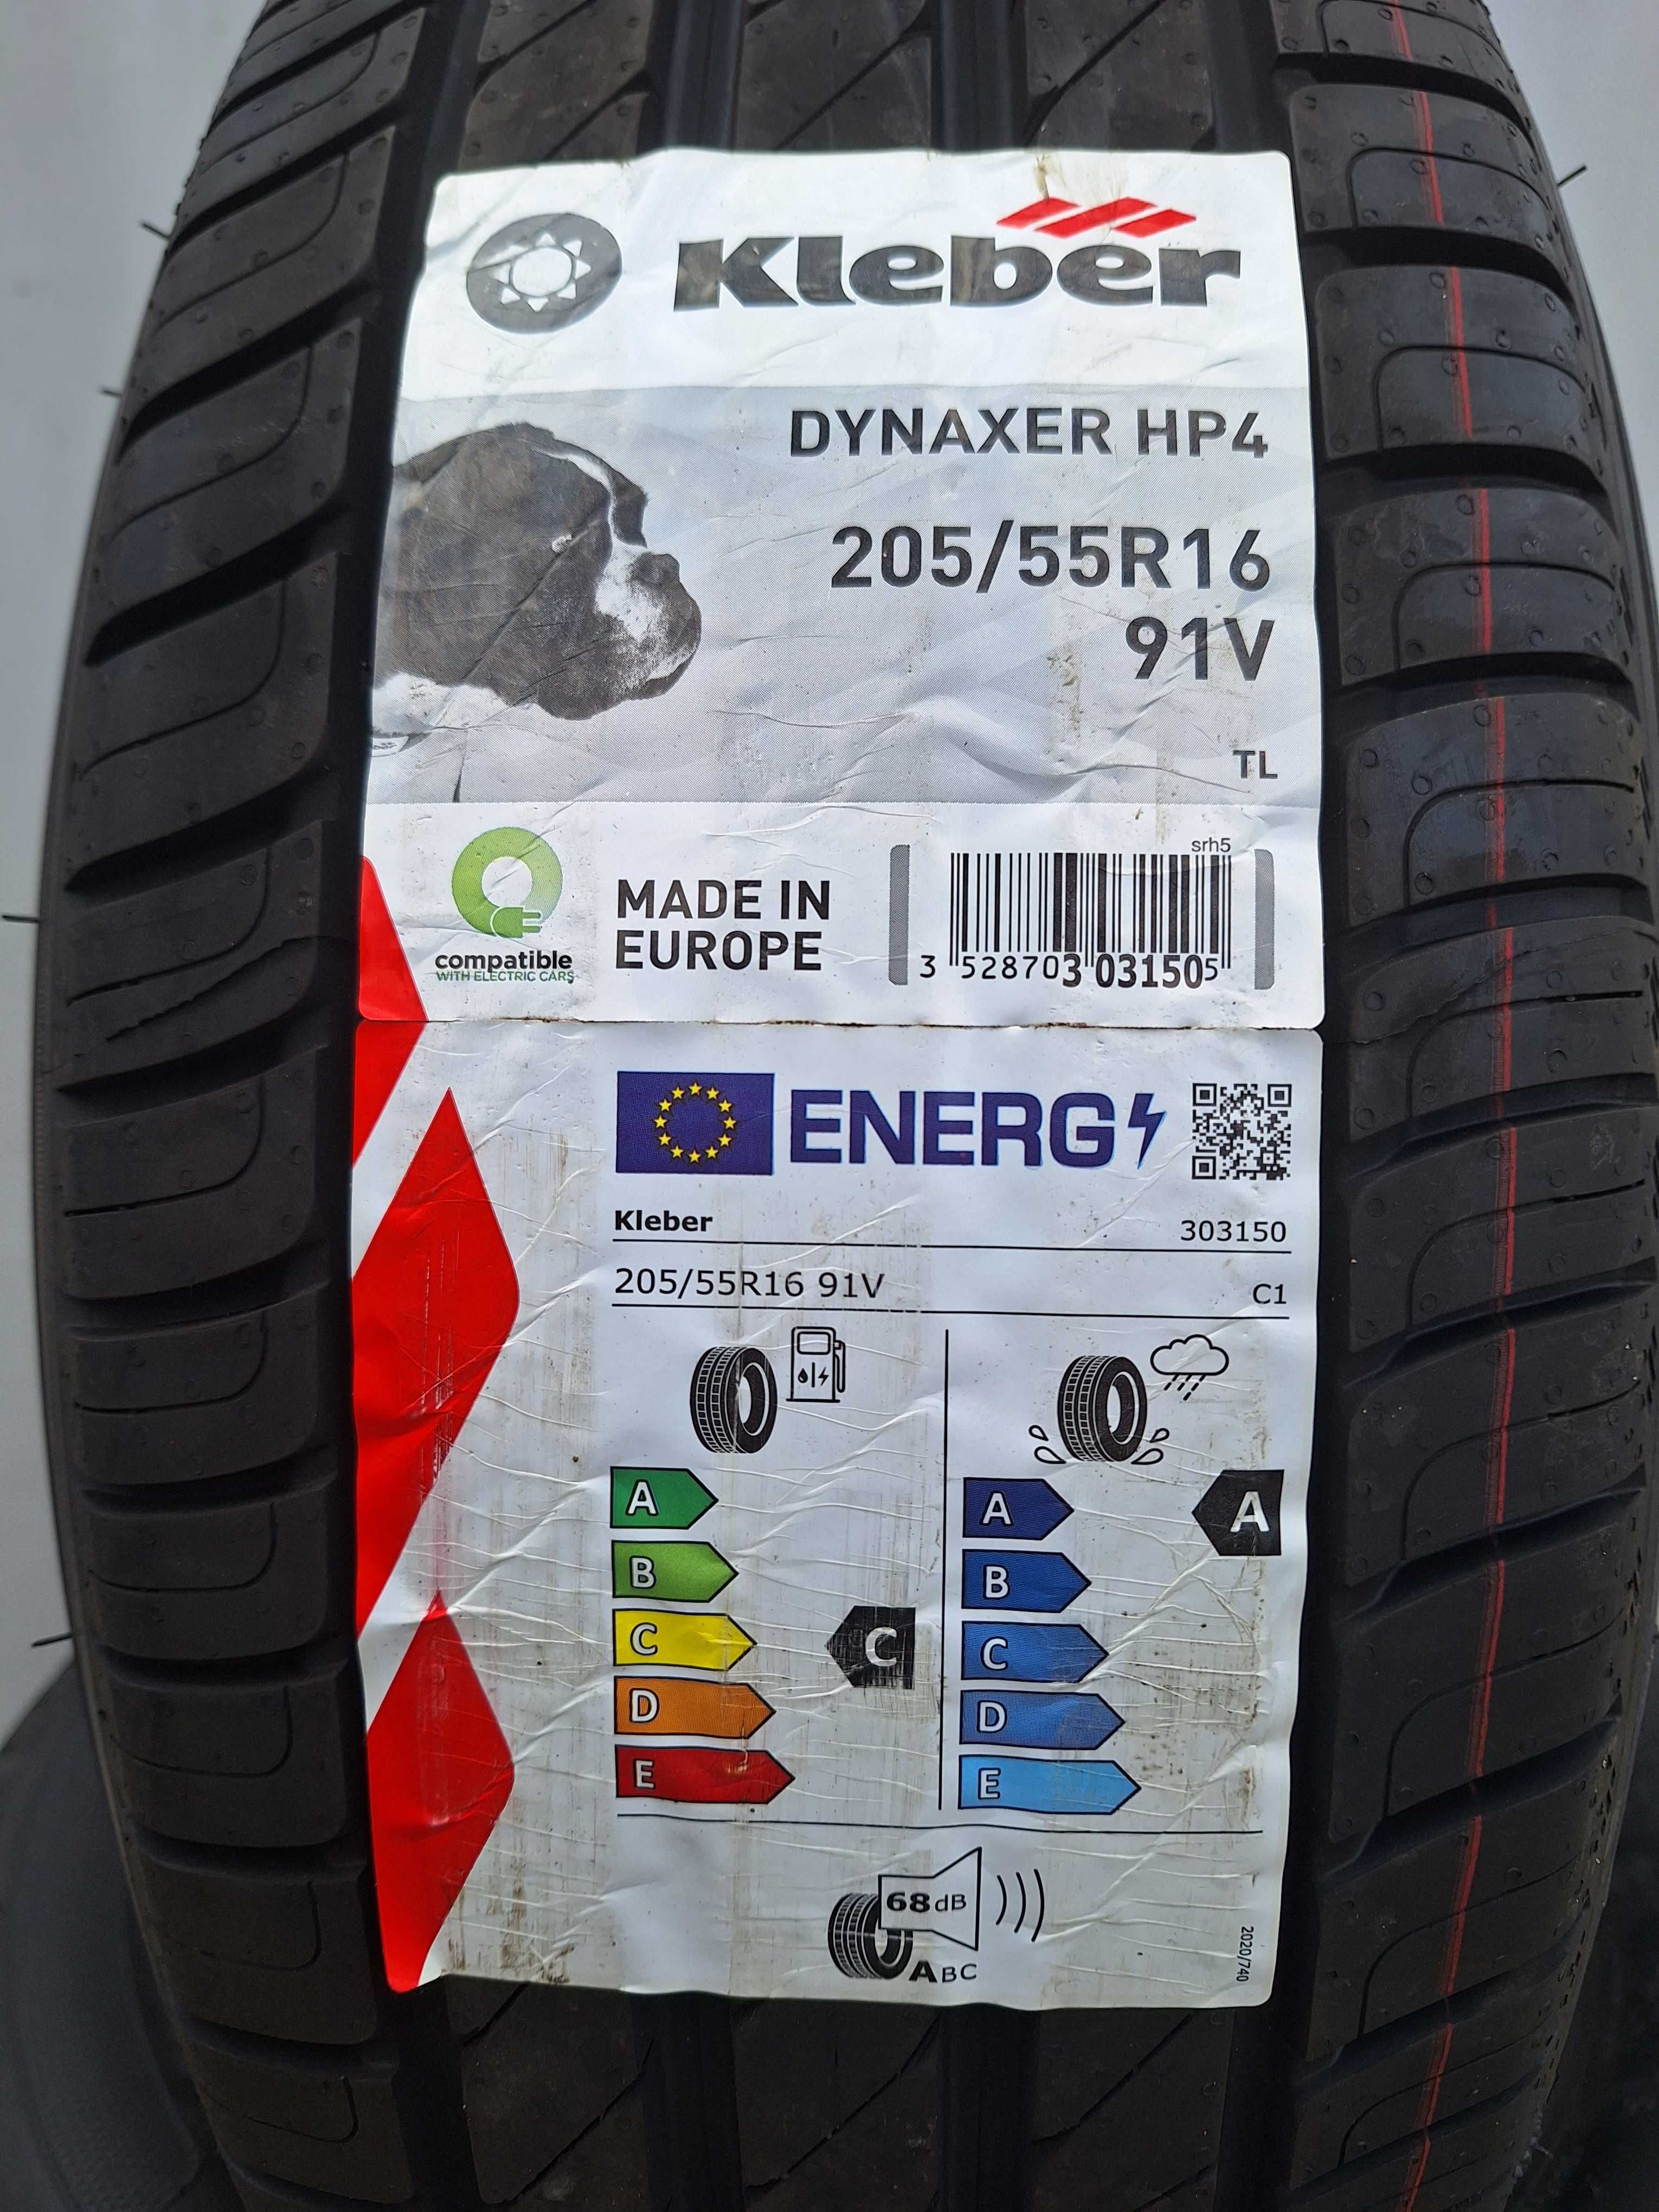 Kleber
DYNAXER HP4
205/55R16
91V
TL
srh5
compatible
WITH ELECTRIC CARS
MADE IN
EUROPE
3 528703 031505
ENERG
Kleber 303150
205/55R16 91V C1
A A A
B B
C C C
D D
E E
68dB
ABC
2020/740